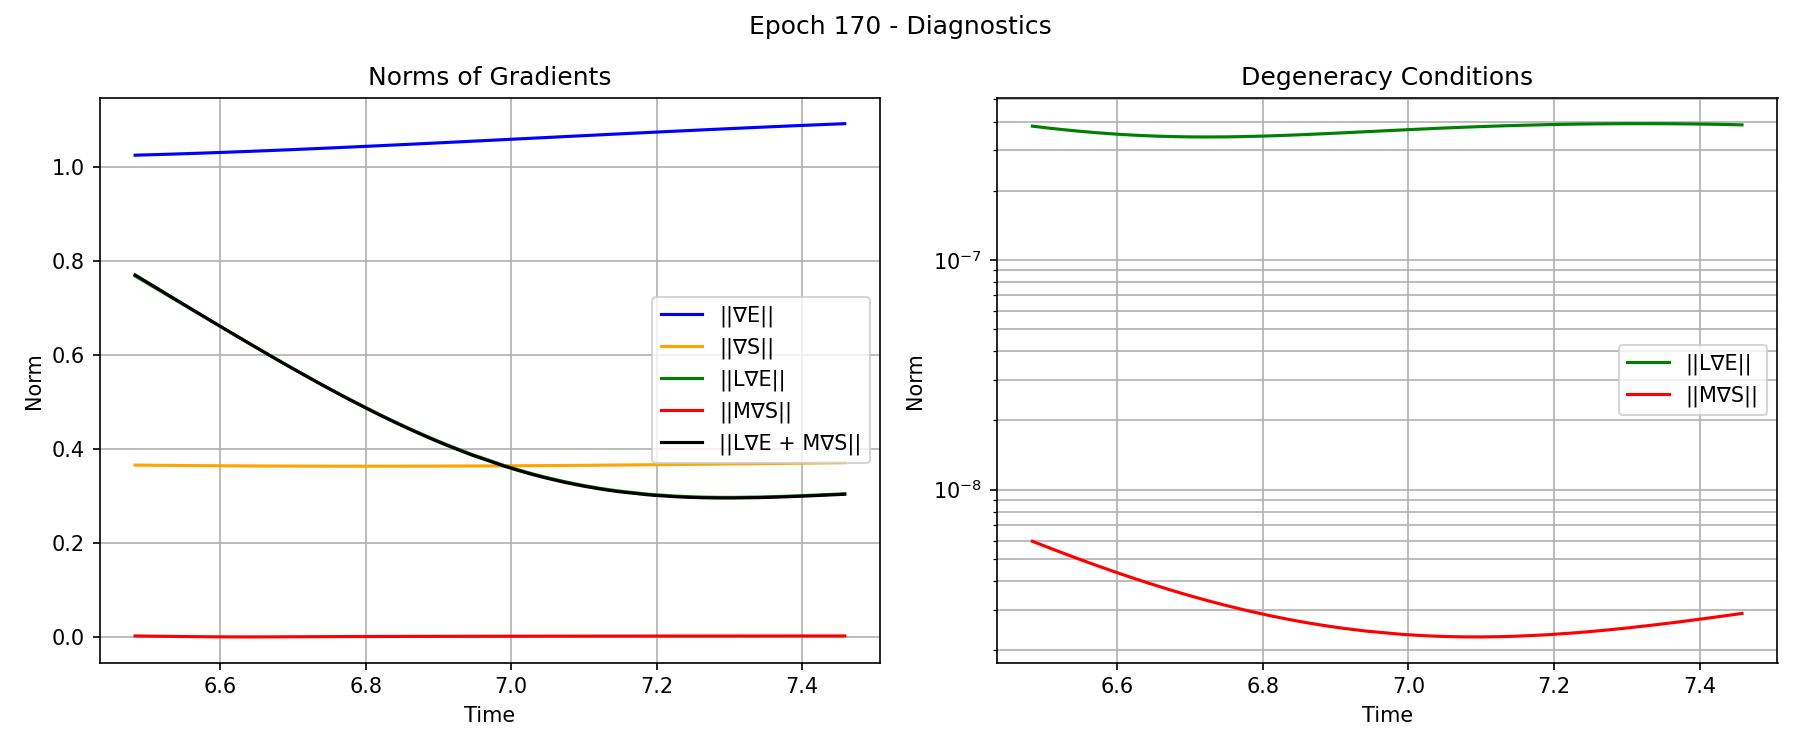 Epoch 170 - Diagnostics
Norms of Gradients
Norm
1.0
0.8
0.6
0.4
0.2
0.0
||∇E||
||∇S||
||L∇E||
||M∇S||
||L∇E + M∇S||
6.6 6.8 7.0 7.2 7.4
Time
Degeneracy Conditions
Norm
10⁻⁷
10⁻⁸
||L∇E||
||M∇S||
6.6 6.8 7.0 7.2 7.4
Time